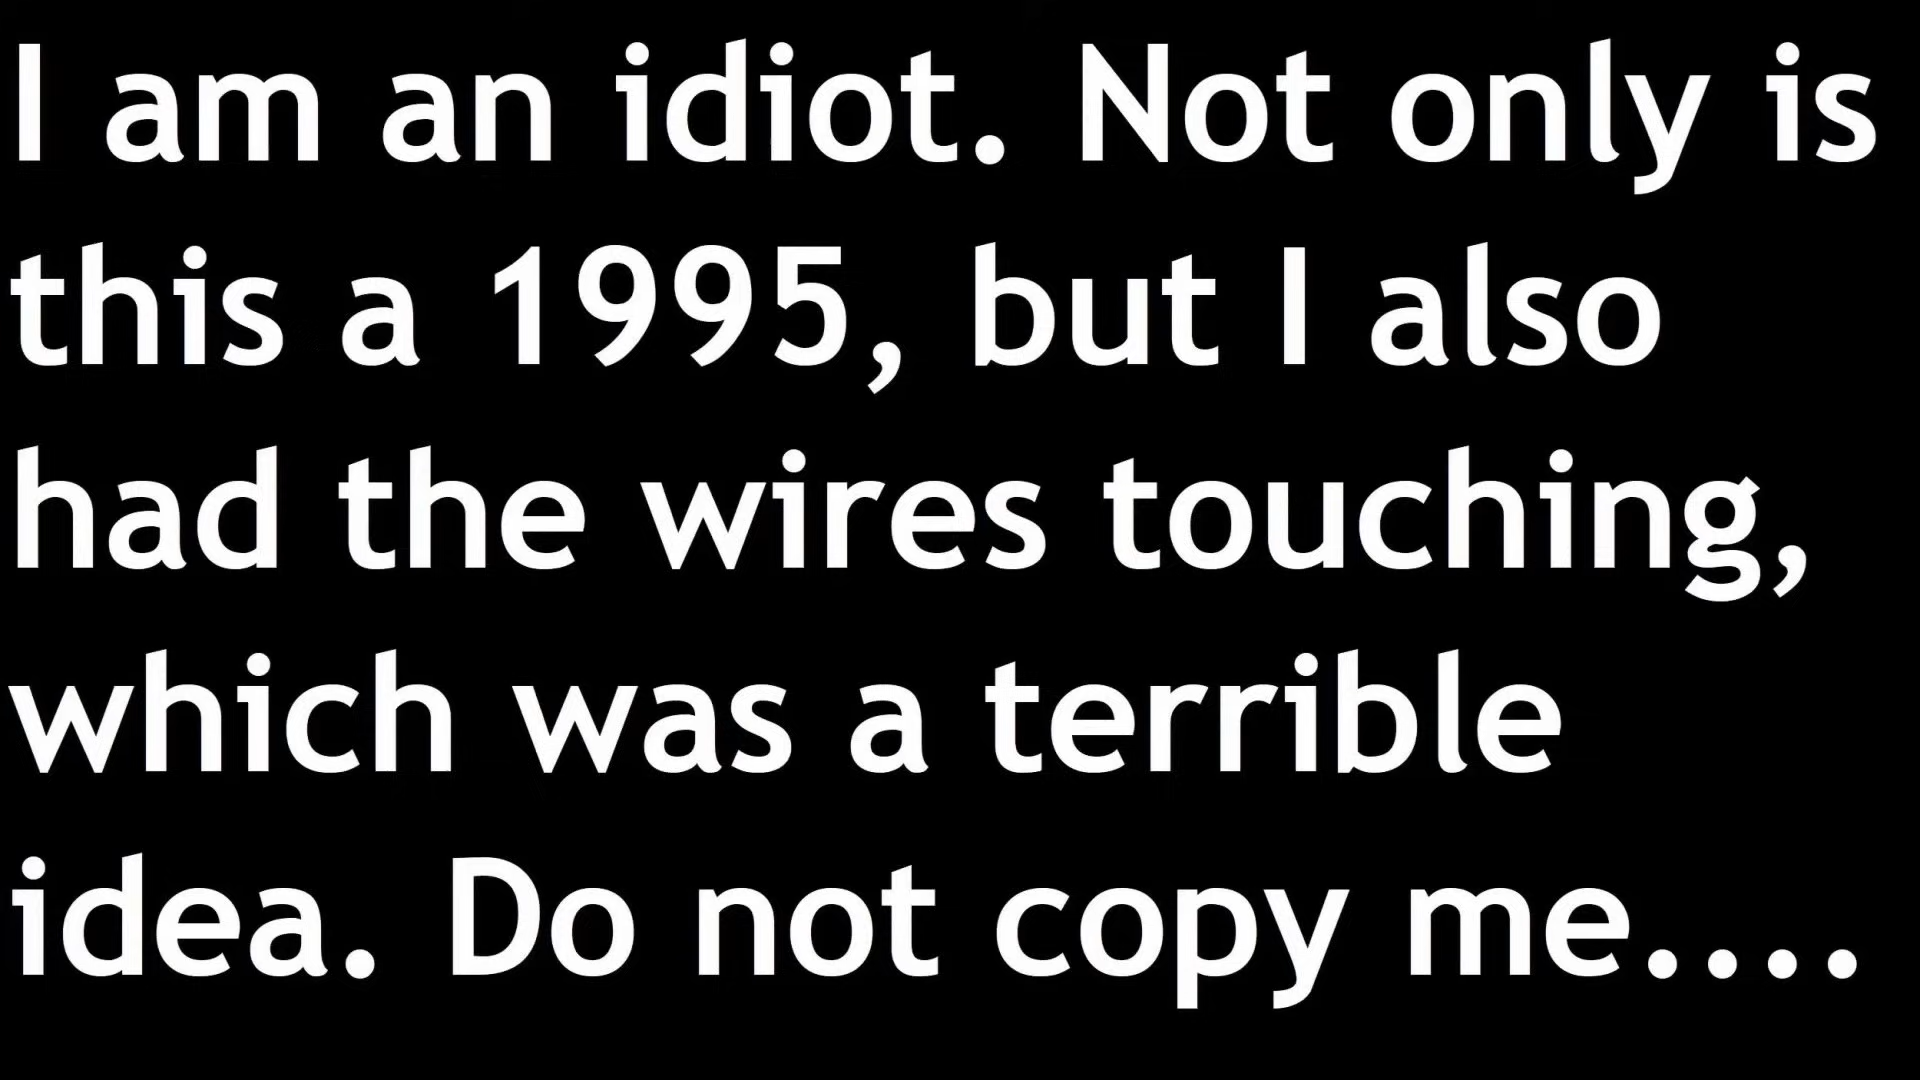 I am an idiot. Not only is
this a 1995, but I also
had the wires touching,
which was a terrible
idea. Do not copy me....